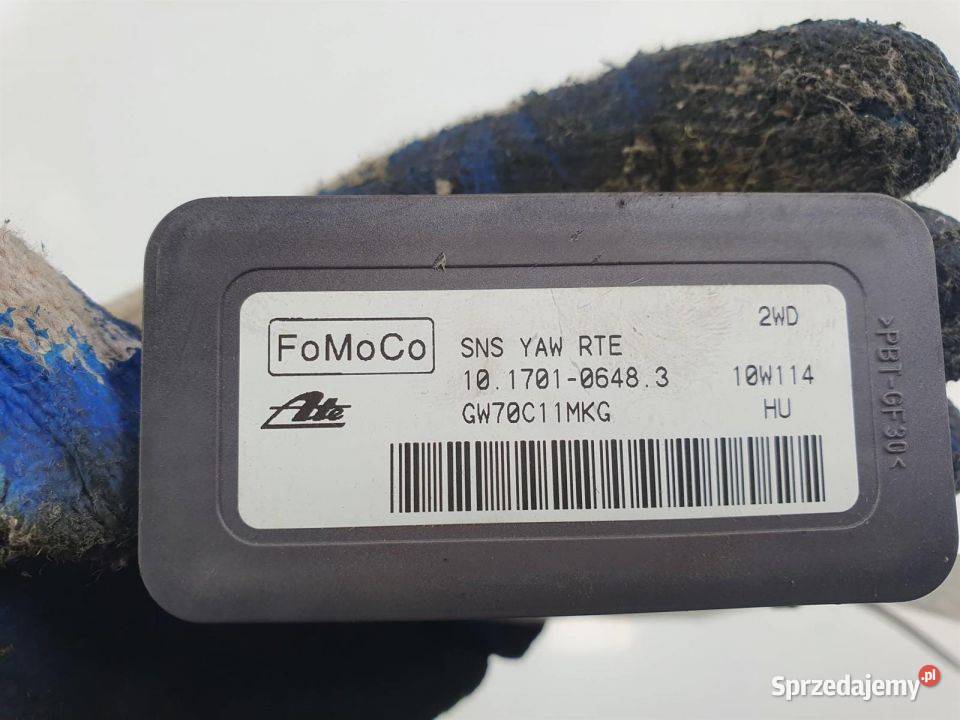 2WD
FoMoCo SNS YAW RTE
10.1701-0648.3 10W114
Ate GW70C11MKG HU
>PBT-GF30<
Sprzedajemy.pl